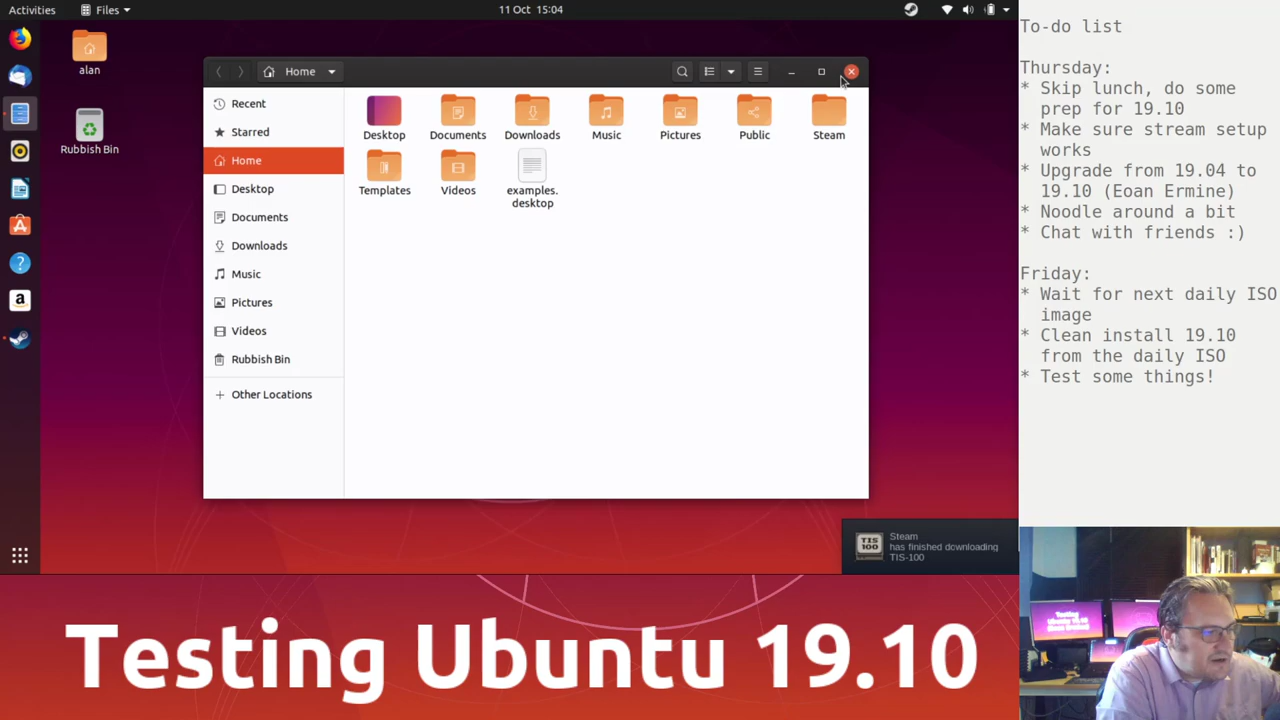 Activities
Files
11 Oct 15:04
alan
Rubbish Bin
Home
Recent
Starred
Home
Desktop
Documents
Downloads
Music
Pictures
Videos
Rubbish Bin
Other Locations
Desktop
Documents
Downloads
Music
Pictures
Public
Steam
Templates
Videos
examples.
desktop
TIS
100
Steam
has finished downloading
TIS-100
To-do list
Thursday:
* Skip lunch, do some
prep for 19.10
* Make sure stream setup
works
* Upgrade from 19.04 to
19.10 (Eoan Ermine)
* Noodle around a bit
* Chat with friends :)
Friday:
* Wait for next daily ISO
image
* Clean install 19.10
from the daily ISO
* Test some things!
Testing Ubuntu 19.10